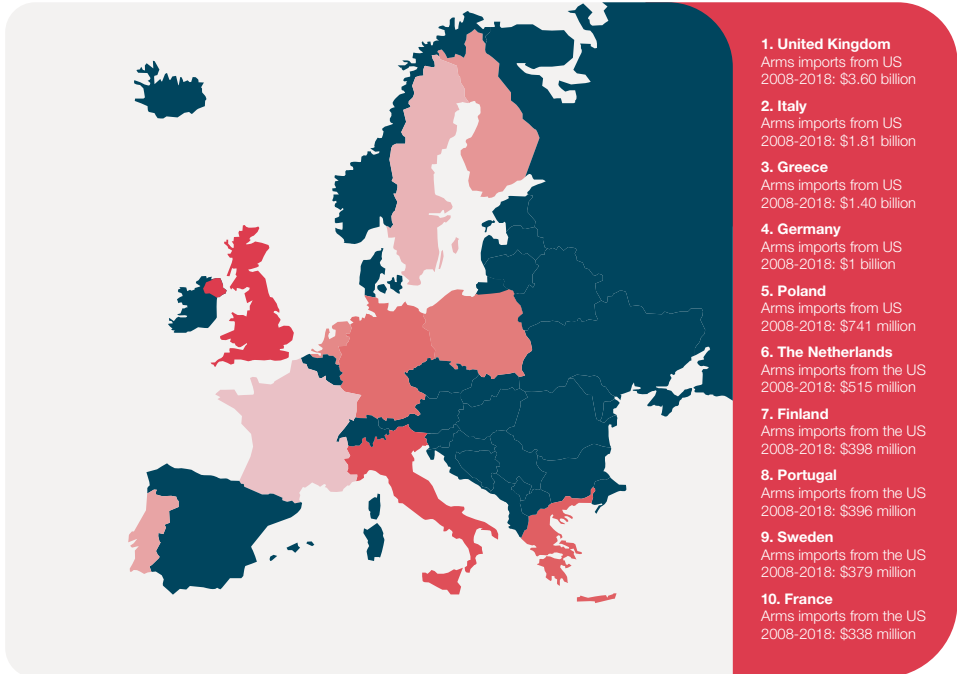 1. United Kingdom
Arms imports from US
2008-2018: $3.60 billion
2. Italy
Arms imports from US
2008-2018: $1.81 billion
3. Greece
Arms imports from US
2008-2018: $1.40 billion
4. Germany
Arms imports from US
2008-2018: $1 billion
5. Poland
Arms imports from US
2008-2018: $741 million
6. The Netherlands
Arms imports from the US
2008-2018: $515 million
7. Finland
Arms imports from the US
2008-2018: $398 million
8. Portugal
Arms imports from the US
2008-2018: $396 million
9. Sweden
Arms imports from the US
2008-2018: $379 million
10. France
Arms imports from the US
2008-2018: $338 million